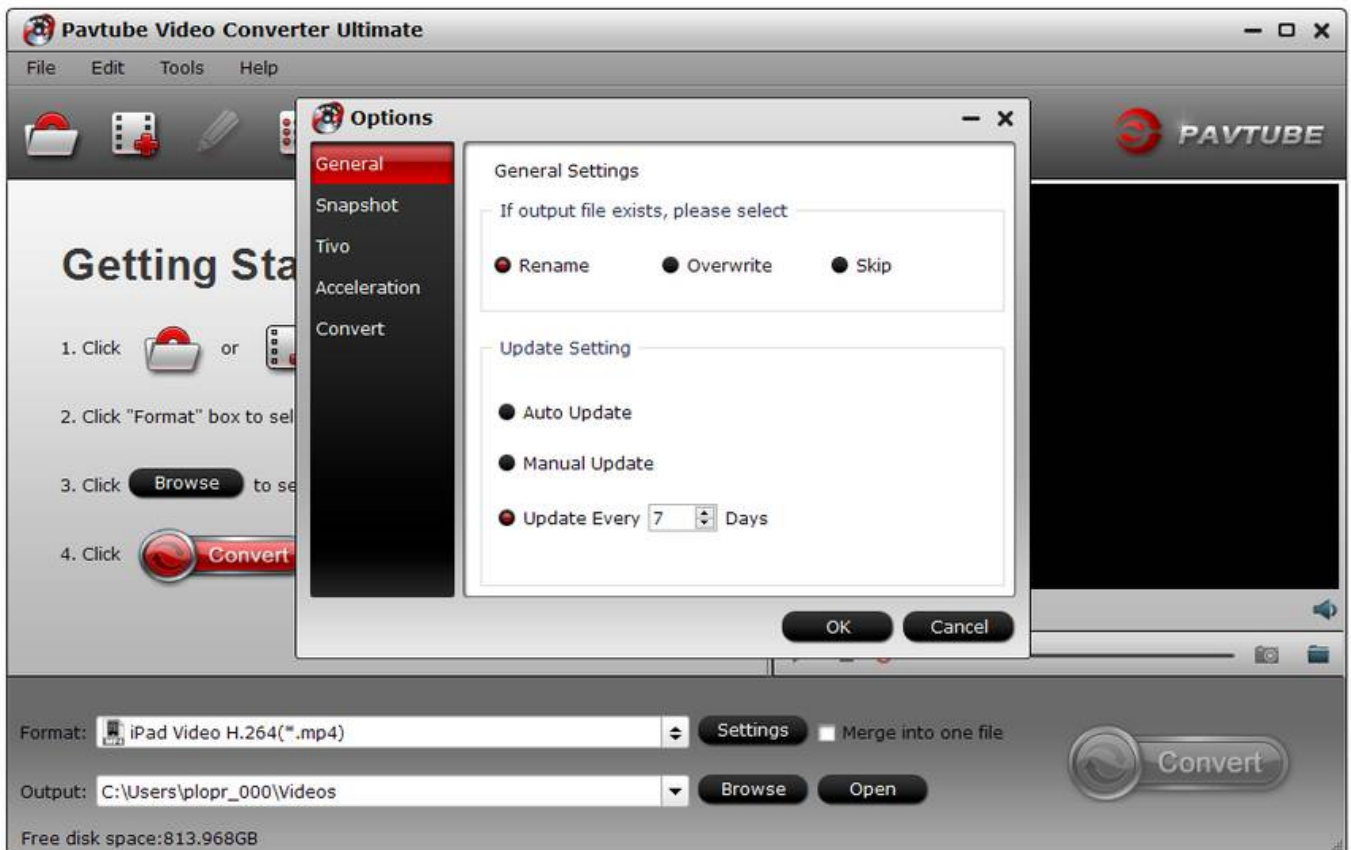 Pavtube Video Converter Ultimate
File Edit Tools Help
PAVTUBE
Options
General
Snapshot
Tivo
Acceleration
Convert
General Settings
If output file exists, please select
Rename Overwrite Skip
Update Setting
Auto Update
Manual Update
Update Every 7 Days
OK Cancel
Getting Sta
1. Click or
2. Click "Format" box to sel
3. Click Browse to se
4. Click Convert
Format: iPad Video H.264(*.mp4) Settings Merge into one file
Convert
Output: C:\Users\plopr_000\Videos Browse Open
Free disk space:813.968GB